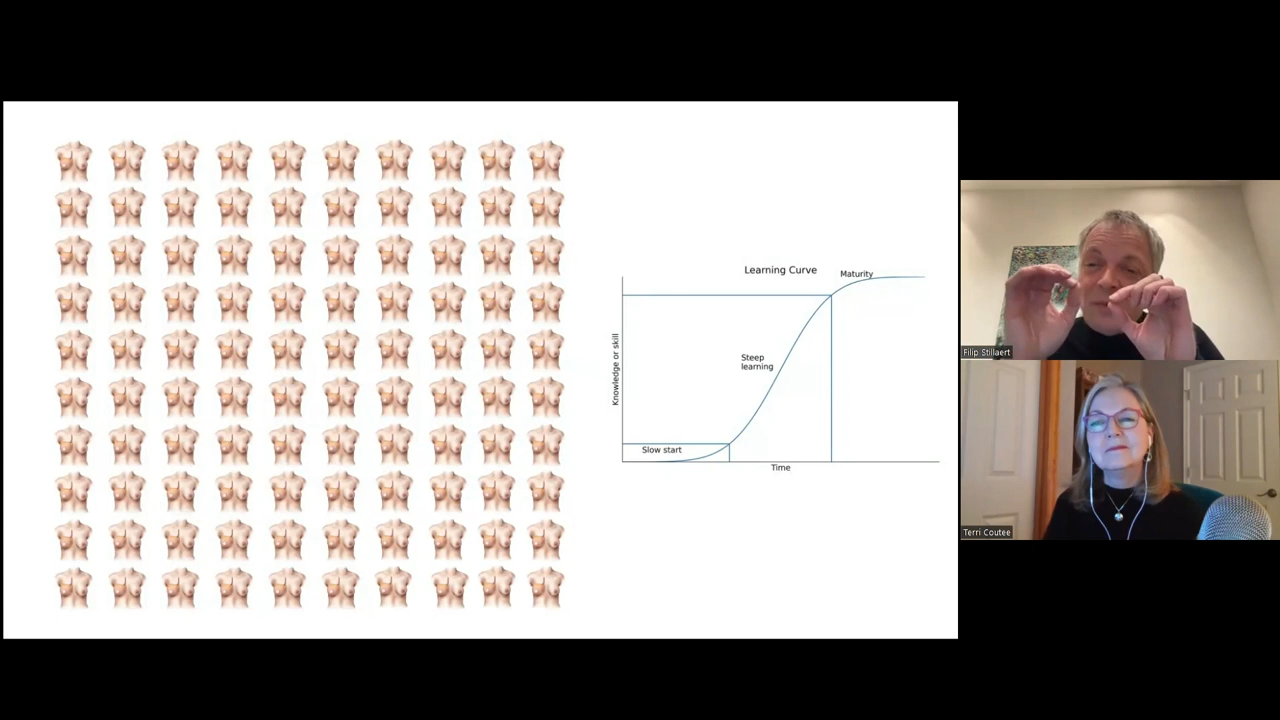 Learning Curve
Maturity
Knowledge or skill
Steep
learning
Slow start
Time
Filip Stillaert
Terri Coutee